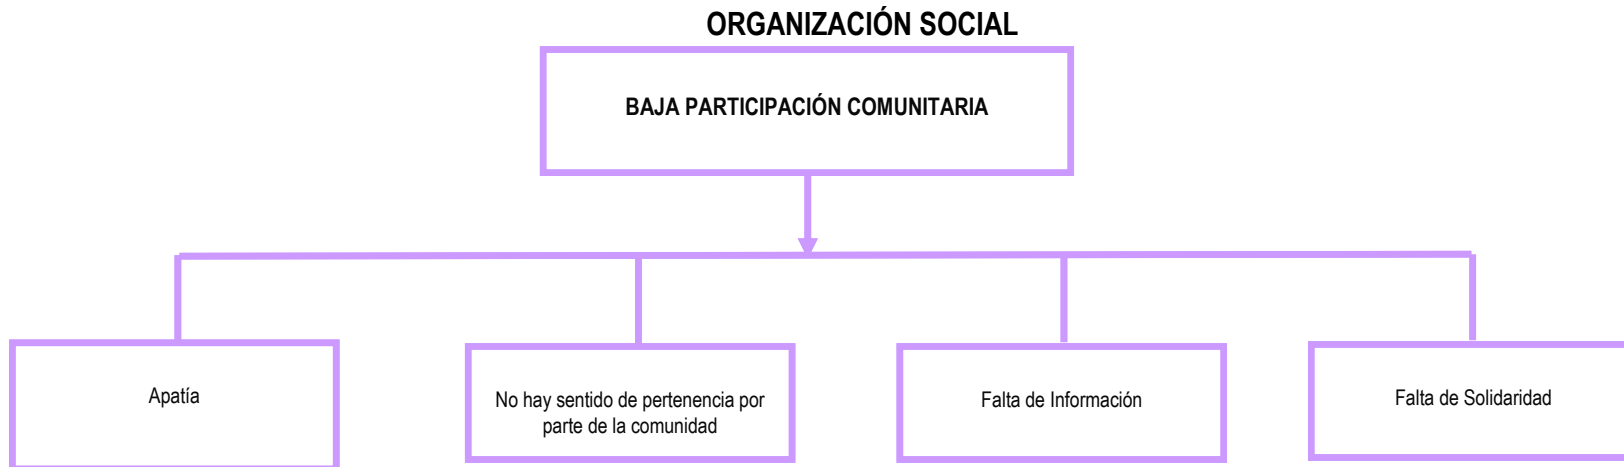 ORGANIZACIÓN SOCIAL
BAJA PARTICIPACIÓN COMUNITARIA
Apatía
No hay sentido de pertenencia por
parte de la comunidad
Falta de Información
Falta de Solidaridad